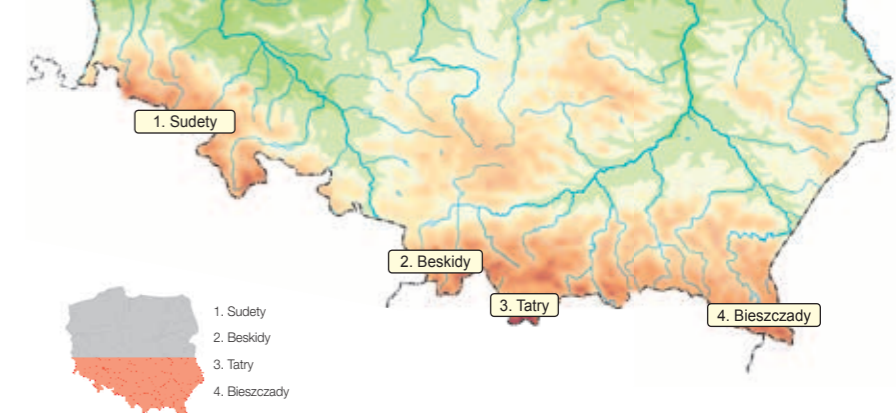 1. Sudety
2. Beskidy
3. Tatry
4. Bieszczady
1. Sudety
2. Beskidy
3. Tatry
4. Bieszczady